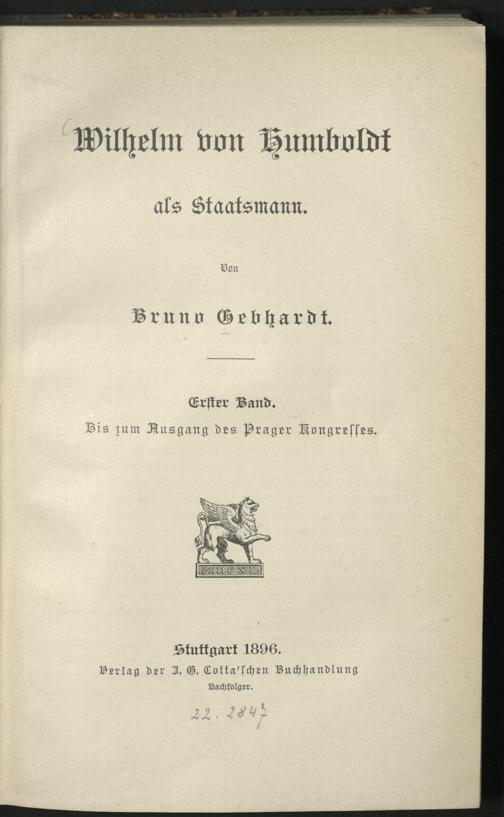 Wilhelm von Humboldt
als Staatsmann.
Von
Bruno Gebhardt.
Erster Band.
Bis zum Ausgang des Prager Kongresses.
Stuttgart 1896.
Verlag der J. G. Cotta'schen Buchhandlung
Nachfolger.
22. 2847